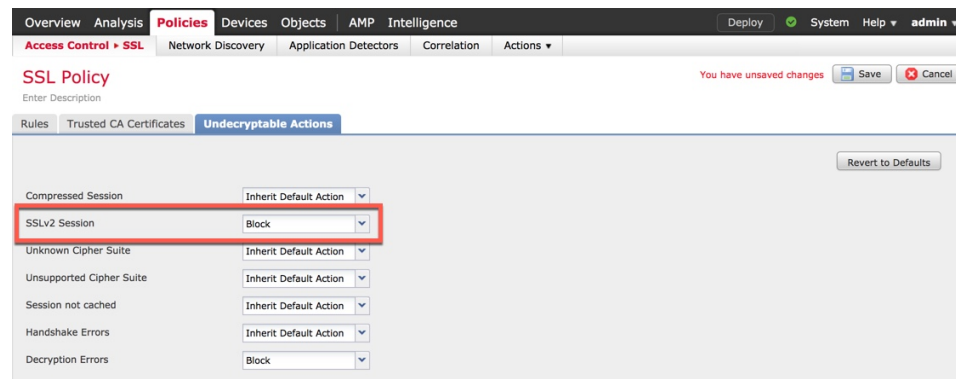 Overview Analysis Policies Devices Objects AMP Intelligence Deploy System Help ▾ admin ▾
Access Control ▸ SSL Network Discovery Application Detectors Correlation Actions ▾
SSL Policy You have unsaved changes Save Cancel
Enter Description
Rules Trusted CA Certificates Undecryptable Actions
Revert to Defaults
Compressed Session Inherit Default Action
SSLv2 Session Block
Unknown Cipher Suite Inherit Default Action
Unsupported Cipher Suite Inherit Default Action
Session not cached Inherit Default Action
Handshake Errors Inherit Default Action
Decryption Errors Block